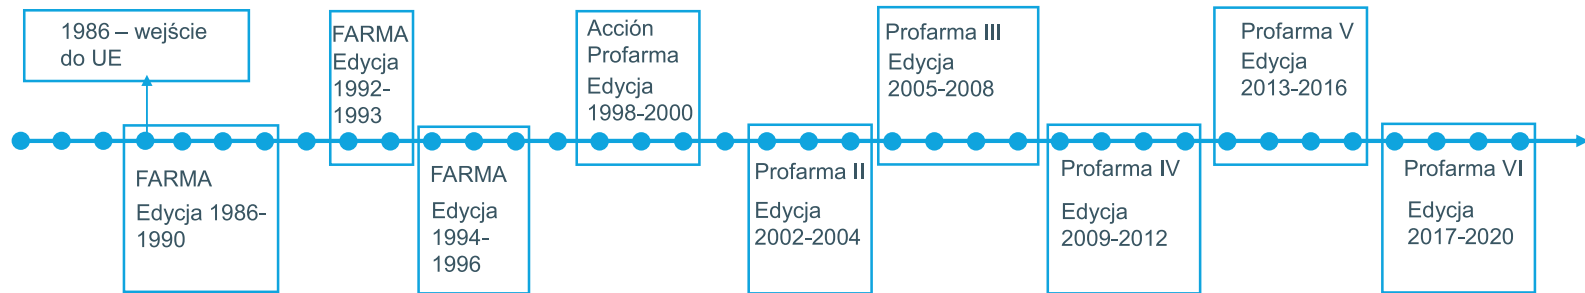 1986 – wejście
do UE
FARMA
Edycja 1986-
1990
FARMA
Edycja
1992-
1993
FARMA
Edycja
1994-
1996
Acción
Profarma
Edycja
1998-2000
Profarma II
Edycja
2002-2004
Profarma III
Edycja
2005-2008
Profarma IV
Edycja
2009-2012
Profarma V
Edycja
2013-2016
Profarma VI
Edycja
2017-2020